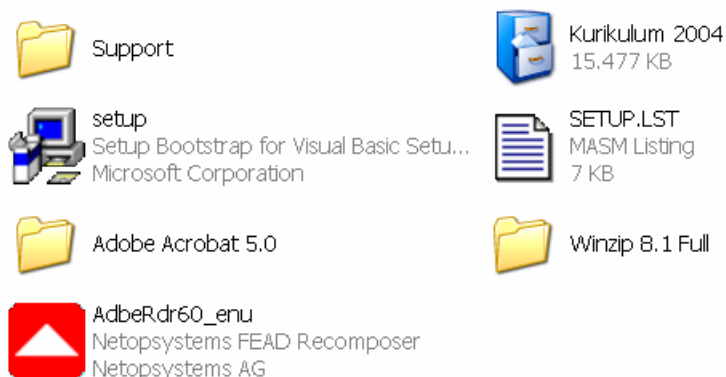 Support
Kurikulum 2004
15.477 KB
setup
Setup Bootstrap for Visual Basic Setu...
Microsoft Corporation
SETUP.LST
MASM Listing
7 KB
Adobe Acrobat 5.0
Winzip 8.1 Full
AdbeRdr60_enu
Netopsystems FEAD Recomposer
Netopsystems AG